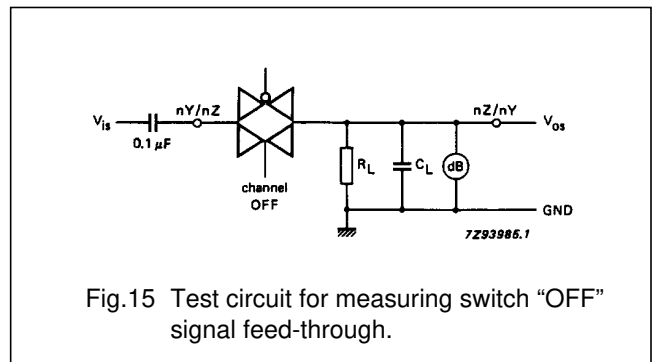 nY/nZ
nZ/nY
V_is
V_os
0.1 μF
R_L
C_L
dB
channel
OFF
GND
7Z93985.1
Fig.15 Test circuit for measuring switch “OFF”
signal feed-through.